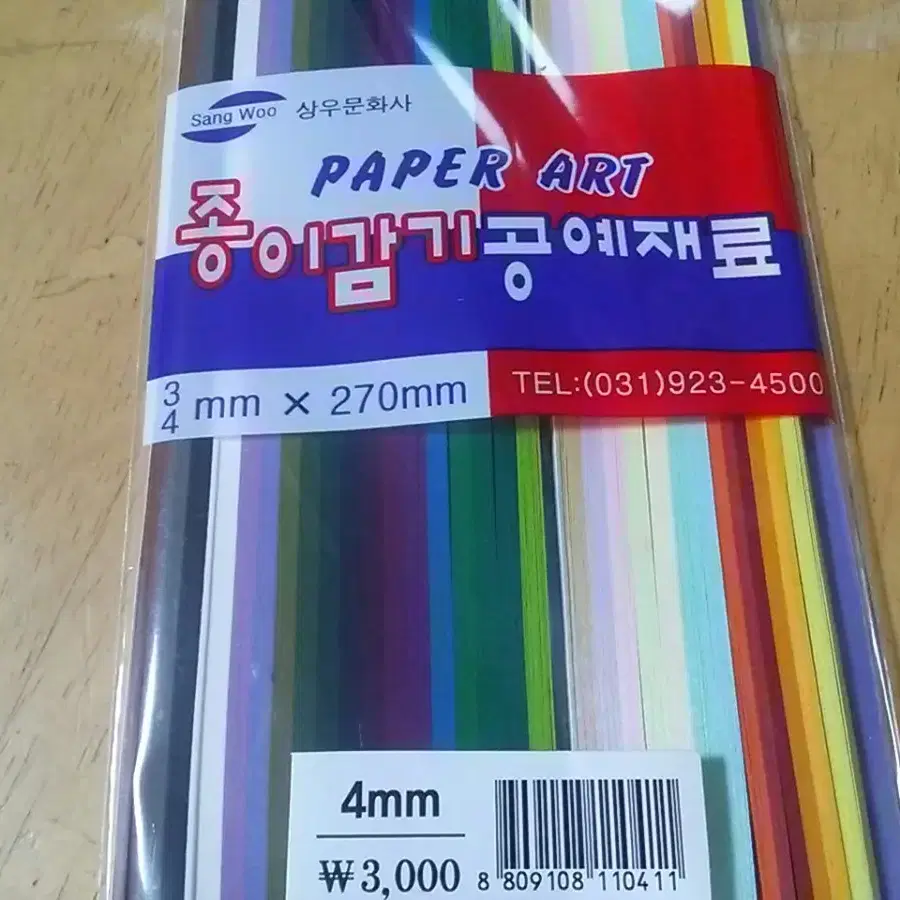 Sang Woo 상우문화사
PAPER ART
종이감기공예재료
3
4 mm × 270mm
TEL:(031)923-4500
4mm
₩3,000
8 809108 110411